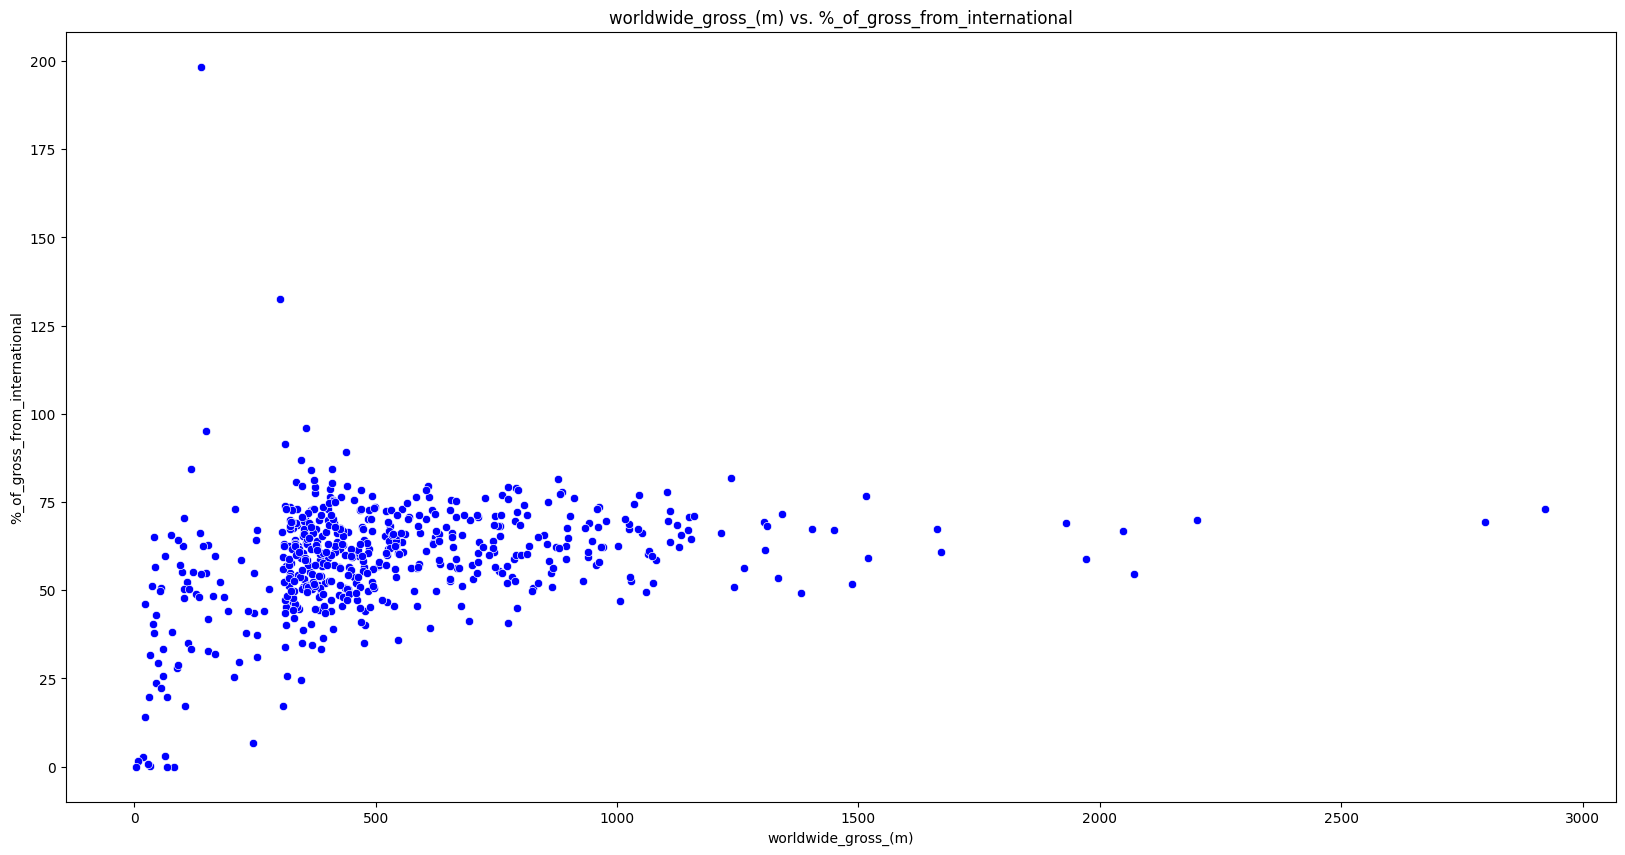 worldwide_gross_(m) vs. %_of_gross_from_international
200
175
150
125
100
75
50
25
0
%_of_gross_from_international
0 500 1000 1500 2000 2500 3000
worldwide_gross_(m)